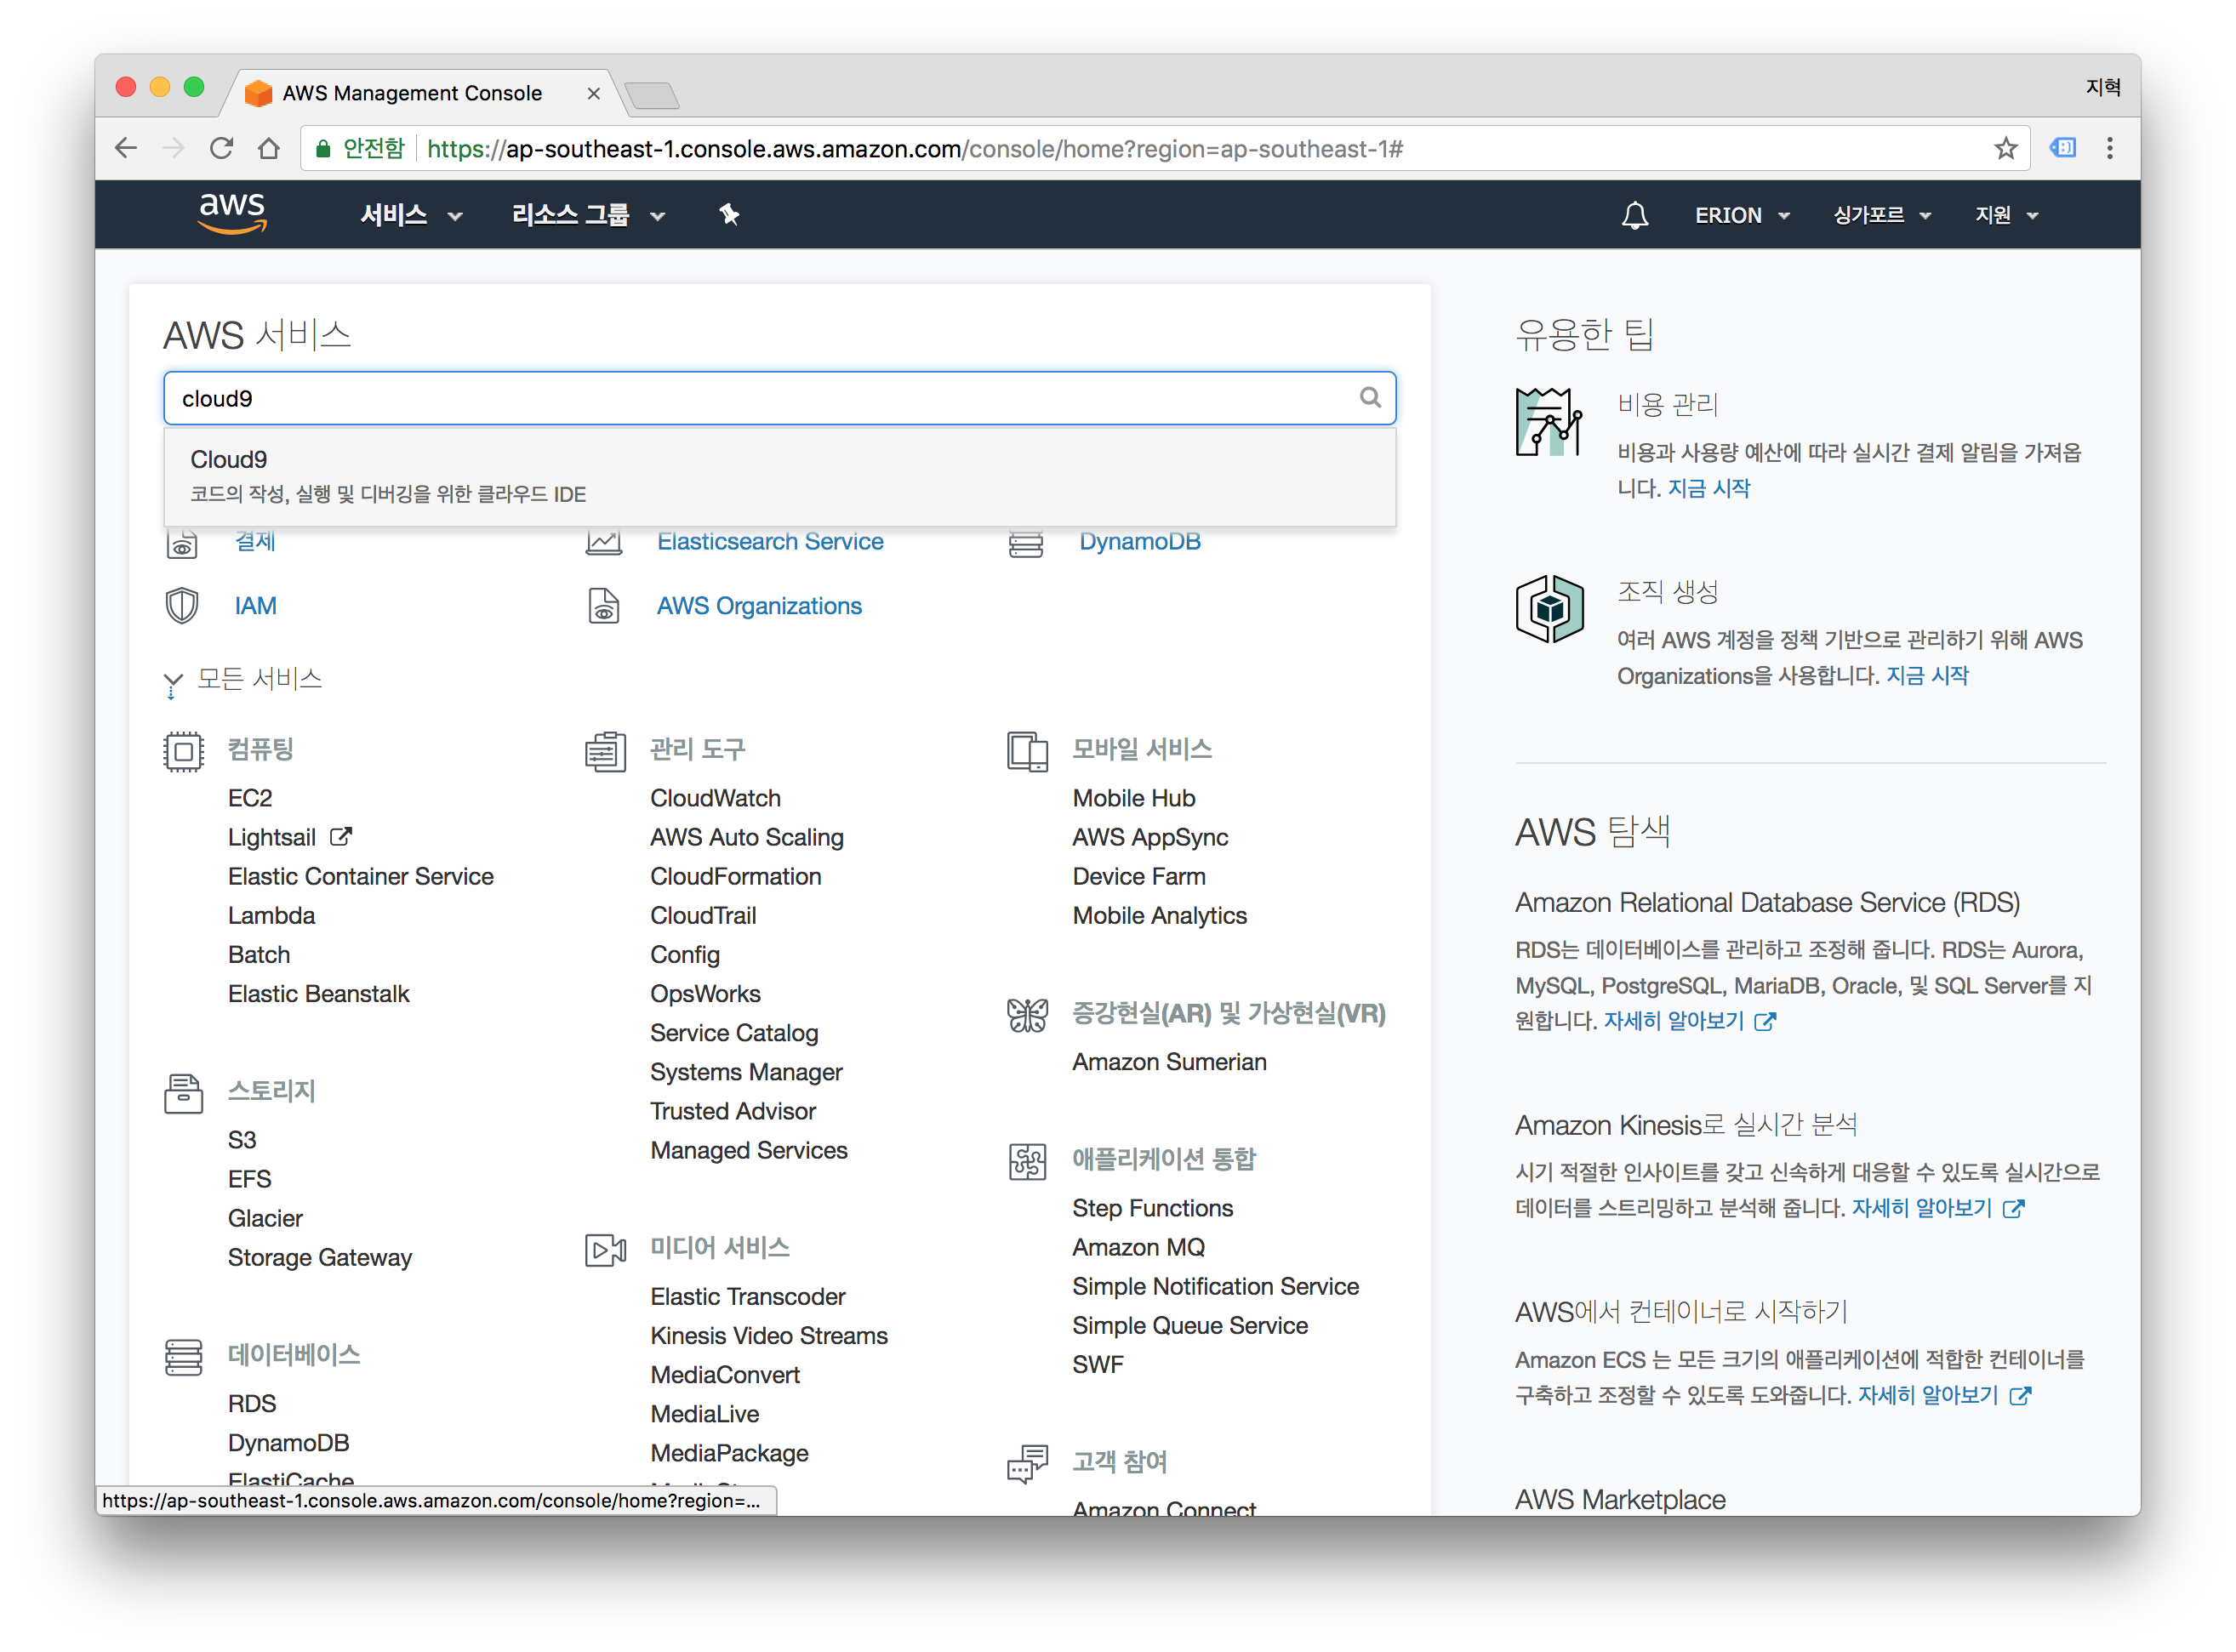 AWS Management Console
지혁
안전함
https://ap-southeast-1.console.aws.amazon.com/console/home?region=ap-southeast-1#
aws
서비스
리소스 그룹
ERION
싱가포르
지원
AWS 서비스
cloud9
Cloud9
코드의 작성, 실행 및 디버깅을 위한 클라우드 IDE
결제
Elasticsearch Service
DynamoDB
IAM
AWS Organizations
모든 서비스
컴퓨팅
EC2
Lightsail
Elastic Container Service
Lambda
Batch
Elastic Beanstalk
스토리지
S3
EFS
Glacier
Storage Gateway
데이터베이스
RDS
DynamoDB
ElastiCache
관리 도구
CloudWatch
AWS Auto Scaling
CloudFormation
CloudTrail
Config
OpsWorks
Service Catalog
Systems Manager
Trusted Advisor
Managed Services
미디어 서비스
Elastic Transcoder
Kinesis Video Streams
MediaConvert
MediaLive
MediaPackage
모바일 서비스
Mobile Hub
AWS AppSync
Device Farm
Mobile Analytics
증강현실(AR) 및 가상현실(VR)
Amazon Sumerian
애플리케이션 통합
Step Functions
Amazon MQ
Simple Notification Service
Simple Queue Service
SWF
고객 참여
Amazon Connect
유용한 팁
비용 관리
비용과 사용량 예산에 따라 실시간 결제 알림을 가져옵
니다. 지금 시작
조직 생성
여러 AWS 계정을 정책 기반으로 관리하기 위해 AWS
Organizations을 사용합니다. 지금 시작
AWS 탐색
Amazon Relational Database Service (RDS)
RDS는 데이터베이스를 관리하고 조정해 줍니다. RDS는 Aurora,
MySQL, PostgreSQL, MariaDB, Oracle, 및 SQL Server를 지
원합니다. 자세히 알아보기
Amazon Kinesis로 실시간 분석
시기 적절한 인사이트를 갖고 신속하게 대응할 수 있도록 실시간으로
데이터를 스트리밍하고 분석해 줍니다. 자세히 알아보기
AWS에서 컨테이너로 시작하기
Amazon ECS 는 모든 크기의 애플리케이션에 적합한 컨테이너를
구축하고 조정할 수 있도록 도와줍니다. 자세히 알아보기
AWS Marketplace
https://ap-southeast-1.console.aws.amazon.com/console/home?region=...